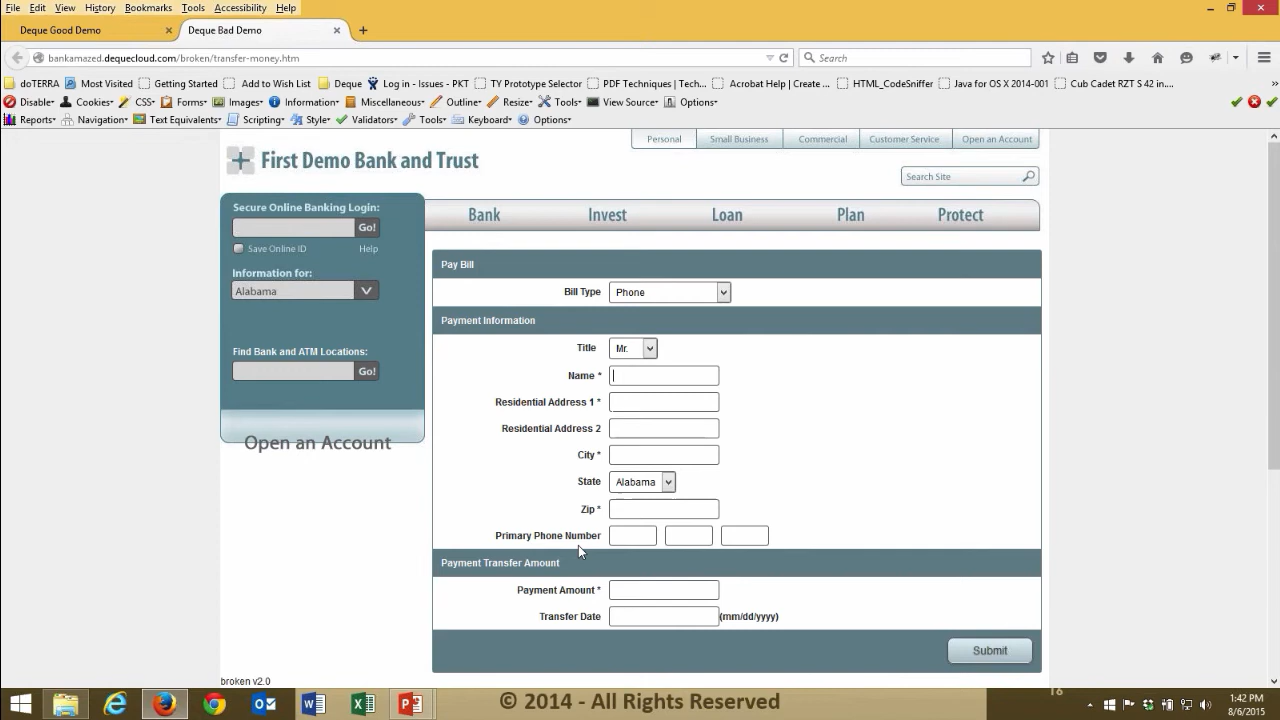 File Edit View History Bookmarks Tools Accessibility Help
Deque Good Demo × Deque Bad Demo × +
bankamazed.dequecloud.com/broken/transfer-money.htm Search
doTERRA Most Visited Getting Started Add to Wish List Deque Log in - Issues - PKT TY Prototype Selector PDF Techniques | Tech... Acrobat Help | Create ... HTML_CodeSniffer Java for OS X 2014-001 Cub Cadet RZT S 42 in... »
Disable Cookies CSS Forms Images Information Miscellaneous Outline Resize Tools View Source Options
Reports Navigation Text Equivalents Scripting Style Validators Tools Keyboard Options
Personal Small Business Commercial Customer Service Open an Account
First Demo Bank and Trust
Search Site
Secure Online Banking Login:
Go!
Save Online ID Help
Information for:
Alabama
Find Bank and ATM Locations:
Go!
Open an Account
Bank Invest Loan Plan Protect
Pay Bill
Bill Type Phone
Payment Information
Title Mr.
Name *
Residential Address 1 *
Residential Address 2
City *
State Alabama
Zip *
Primary Phone Number
Payment Transfer Amount
Payment Amount *
Transfer Date (mm/dd/yyyy)
Submit
broken v2.0
© 2014 - All Rights Reserved
16
1:42 PM
8/6/2015